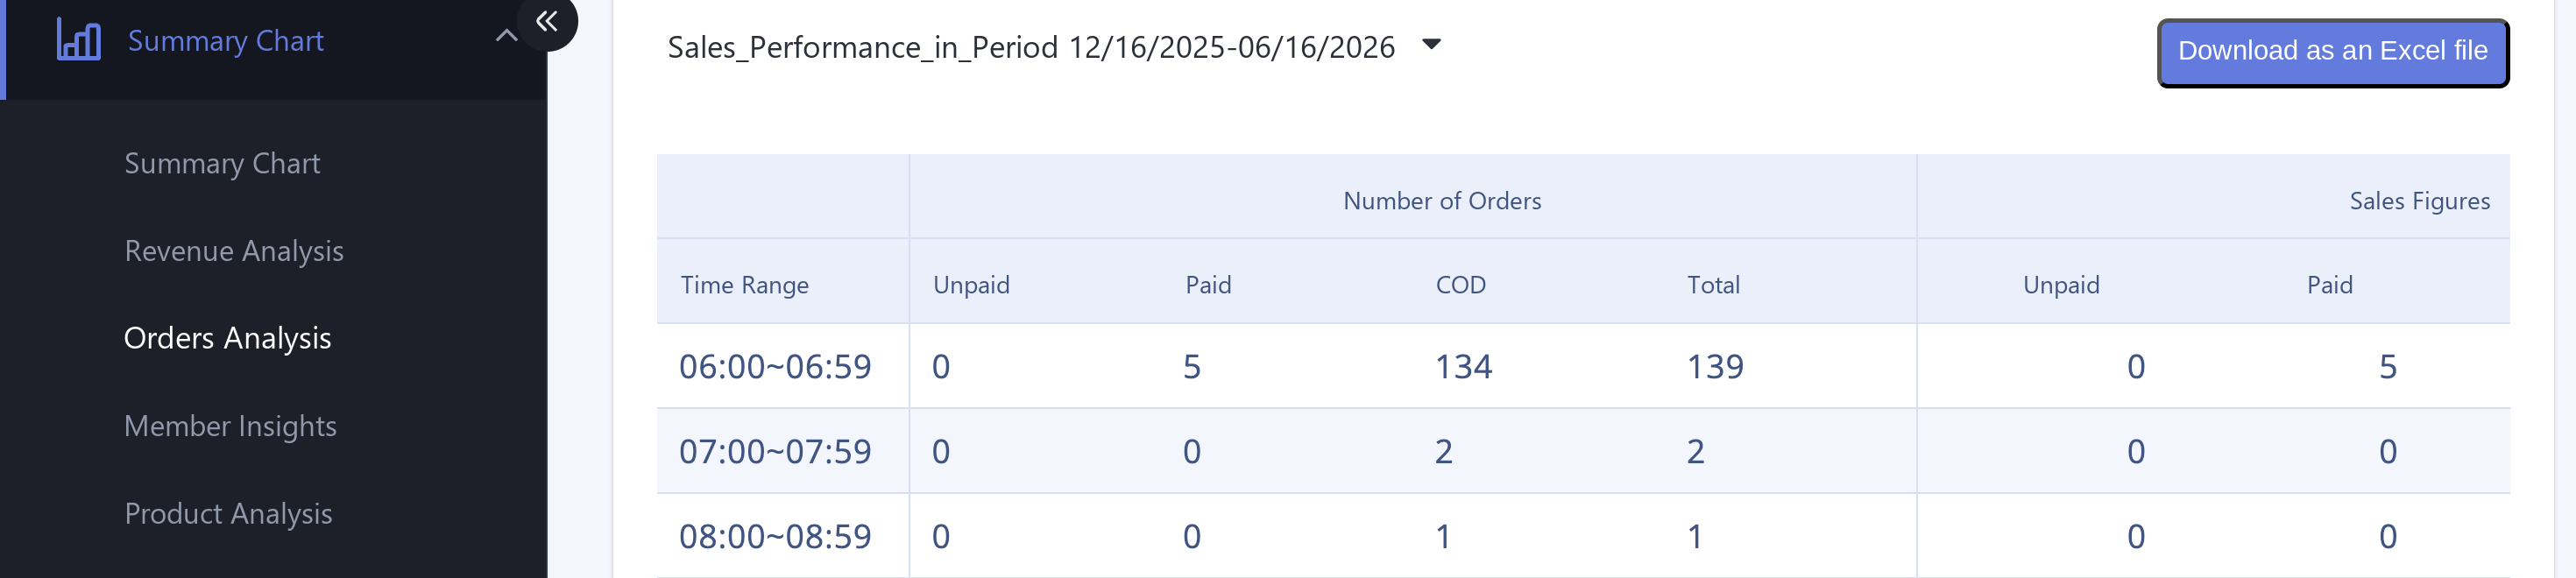 Summary Chart
Summary Chart
Revenue Analysis
Orders Analysis
Member Insights
Product Analysis
Sales_Performance_in_Period 12/16/2025-06/16/2026
Download as an Excel file
Number of Orders Sales Figures
Time Range Unpaid Paid COD Total Unpaid Paid
06:00~06:59 0 5 134 139 0 5
07:00~07:59 0 0 2 2 0 0
08:00~08:59 0 0 1 1 0 0